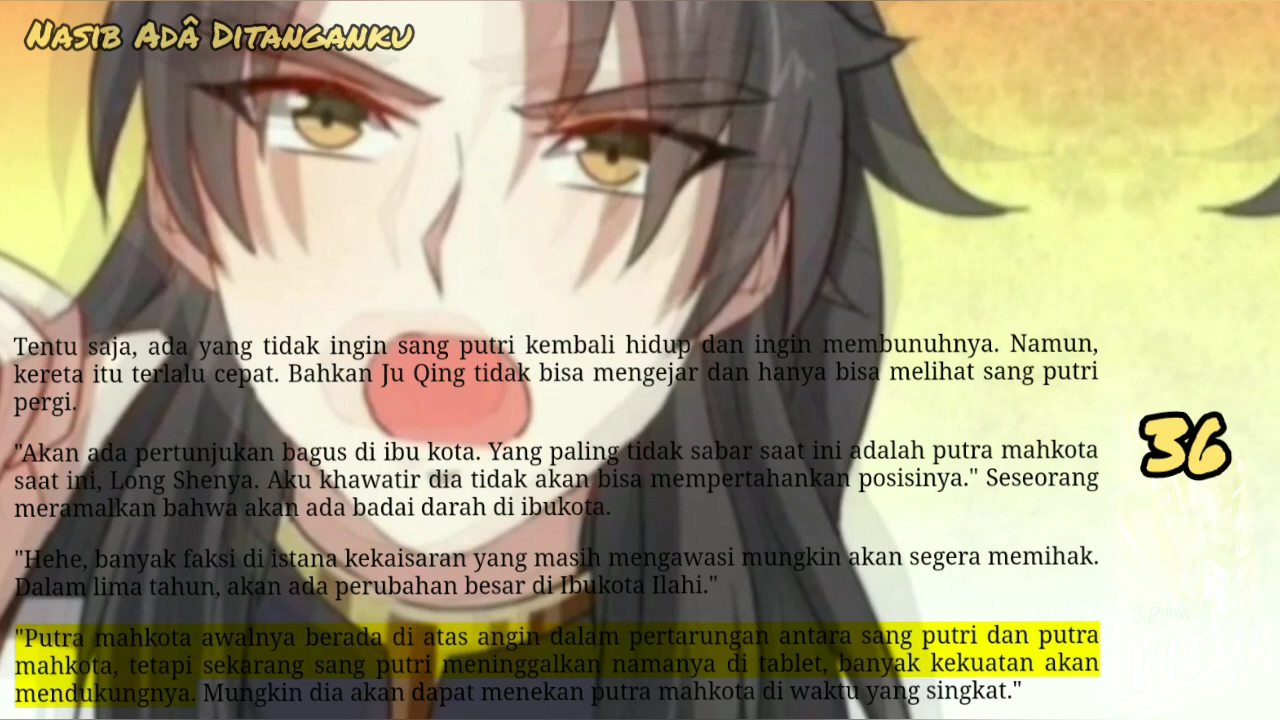 Nasib Adâ Ditanganku
Tentu saja, ada yang tidak ingin sang putri kembali hidup dan ingin membunuhnya. Namun,
kereta itu terlalu cepat. Bahkan Ju Qing tidak bisa mengejar dan hanya bisa melihat sang putri
pergi.
"Akan ada pertunjukan bagus di ibu kota. Yang paling tidak sabar saat ini adalah putra mahkota
saat ini, Long Shenya. Aku khawatir dia tidak akan bisa mempertahankan posisinya." Seseorang
meramalkan bahwa akan ada badai darah di ibukota.
36
"Hehe, banyak faksi di istana kekaisaran yang masih mengawasi mungkin akan segera memihak.
Dalam lima tahun, akan ada perubahan besar di Ibukota Ilahi."
"Putra mahkota awalnya berada di atas angin dalam pertarungan antara sang putri dan putra
mahkota, tetapi sekarang sang putri meninggalkan namanya di tablet, banyak kekuatan akan
mendukungnya. Mungkin dia akan dapat menekan putra mahkota di waktu yang singkat."